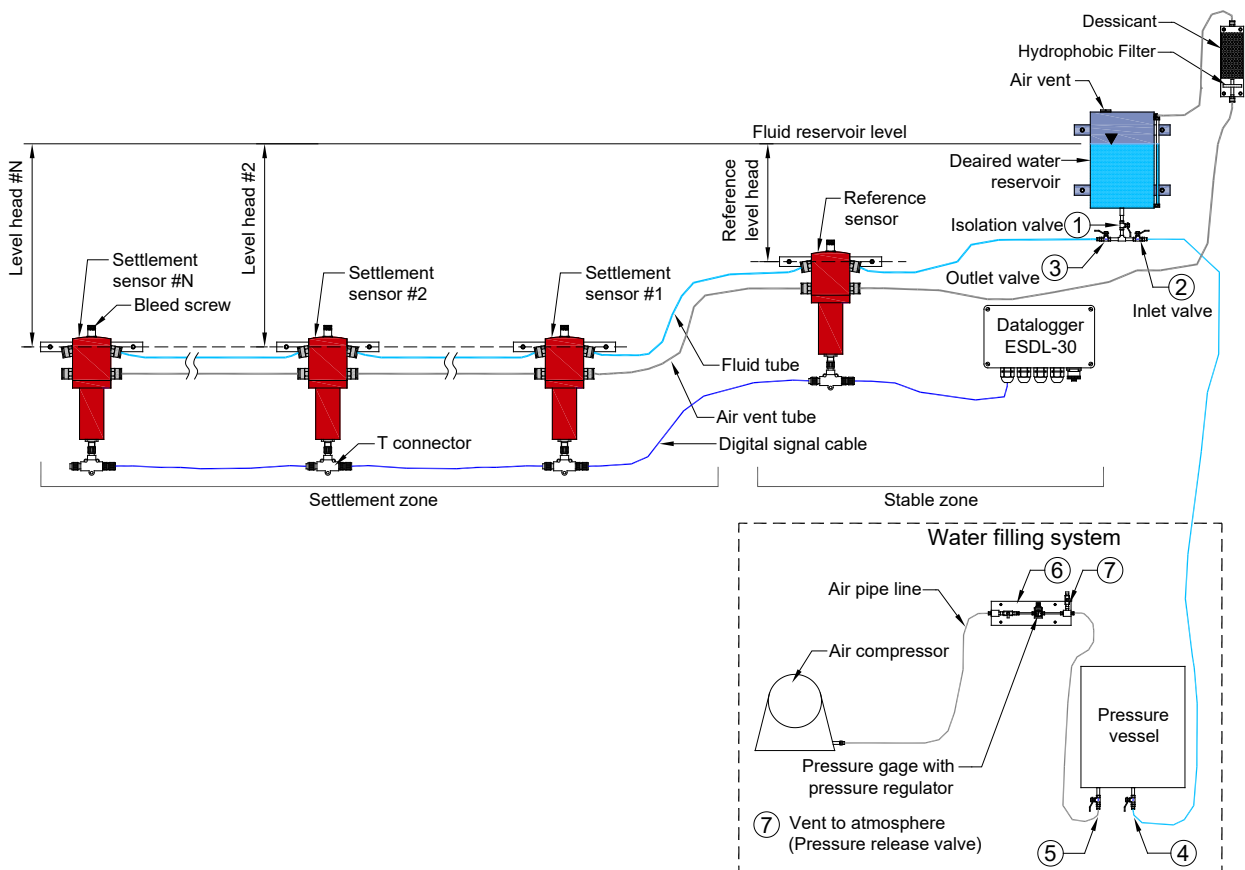 Dessicant
Hydrophobic Filter
Air vent
Fluid reservoir level
Deaired water
reservoir
Level head #N
Level head #2
Reference
level head
Reference
sensor
Isolation valve
1
3
Outlet valve
2
Inlet valve
Settlement
sensor #N
Bleed screw
Settlement
sensor #2
Settlement
sensor #1
Datalogger
ESDL-30
Fluid tube
Air vent tube
Digital signal cable
T connector
Settlement zone
Stable zone
Water filling system
6
7
Air pipe line
Air compressor
Pressure
vessel
Pressure gage with
pressure regulator
7 Vent to atmosphere
(Pressure release valve)
5
4